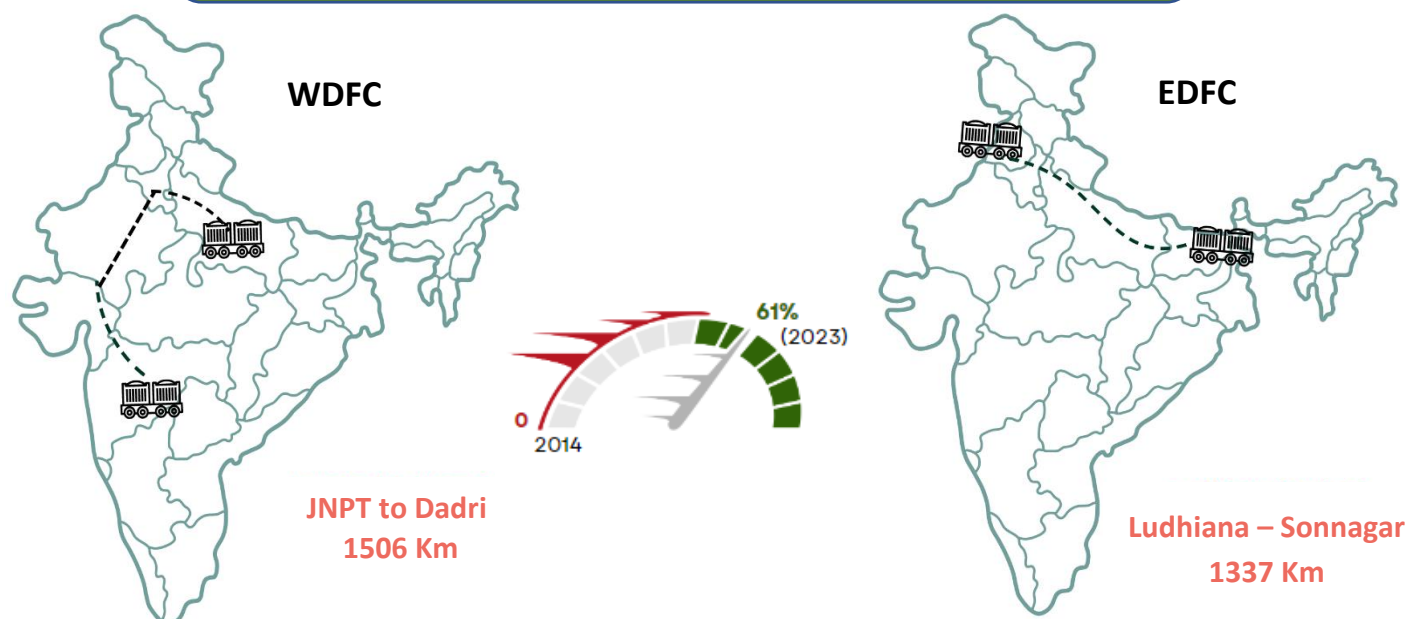 WDFC
EDFC
61%
(2023)
0
2014
JNPT to Dadri
1506 Km
Ludhiana – Sonnagar
1337 Km